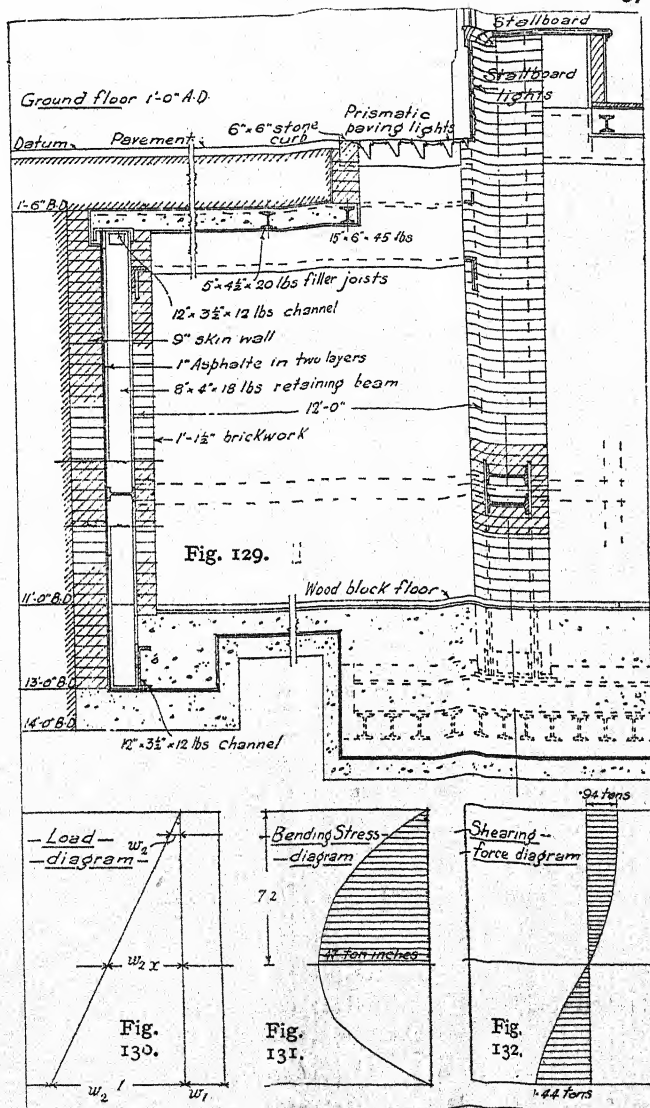 Stallboard
Stallboard
lights
Ground floor 1'-0" A.D.
Prismatic
paving lights
6"×6" stone
curb
Datum
Pavement
1'-6" B.D.
15"×6"×45 lbs
5"×4½"×20 lbs filler joists
12"×3½"×12 lbs channel
9" skin wall
1" Asphalte in two layers
8"×4"×18 lbs retaining beam
12'-0"
1'-1½" brickwork
Fig. 129.
Wood block floor
11'-0" B.D.
13'-0" B.D.
14'-0" B.D.
12"×3½"×12 lbs channel
.94 tons
Load
diagram
w₂
w₂ x
w₂ l
w₁
Fig.
130.
Bending Stress
diagram
7.2
47 ton inches
Fig.
131.
Shearing
force diagram
Fig.
132.
1.44 tons